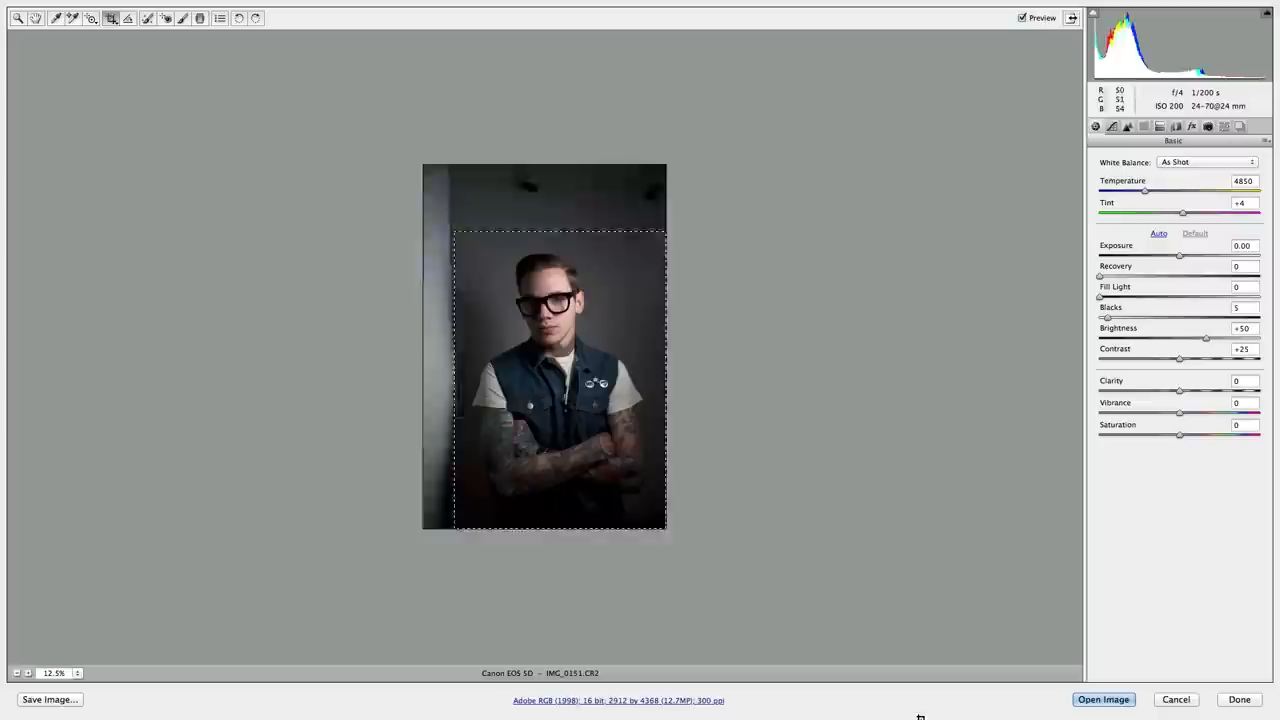 Preview
R 50
G 51
B 54
f/4 1/200 s
ISO 200 24-70@24 mm
fx
Basic
White Balance: As Shot
Temperature 4850
Tint +4
Auto Default
Exposure 0.00
Recovery 0
Fill Light 0
Blacks 5
Brightness +50
Contrast +25
Clarity 0
Vibrance 0
Saturation 0
12.5%
Canon EOS 5D – IMG_0151.CR2
Save Image...
Adobe RGB (1998); 16 bit; 2912 by 4368 (12.7MP); 300 ppi
Open Image Cancel Done